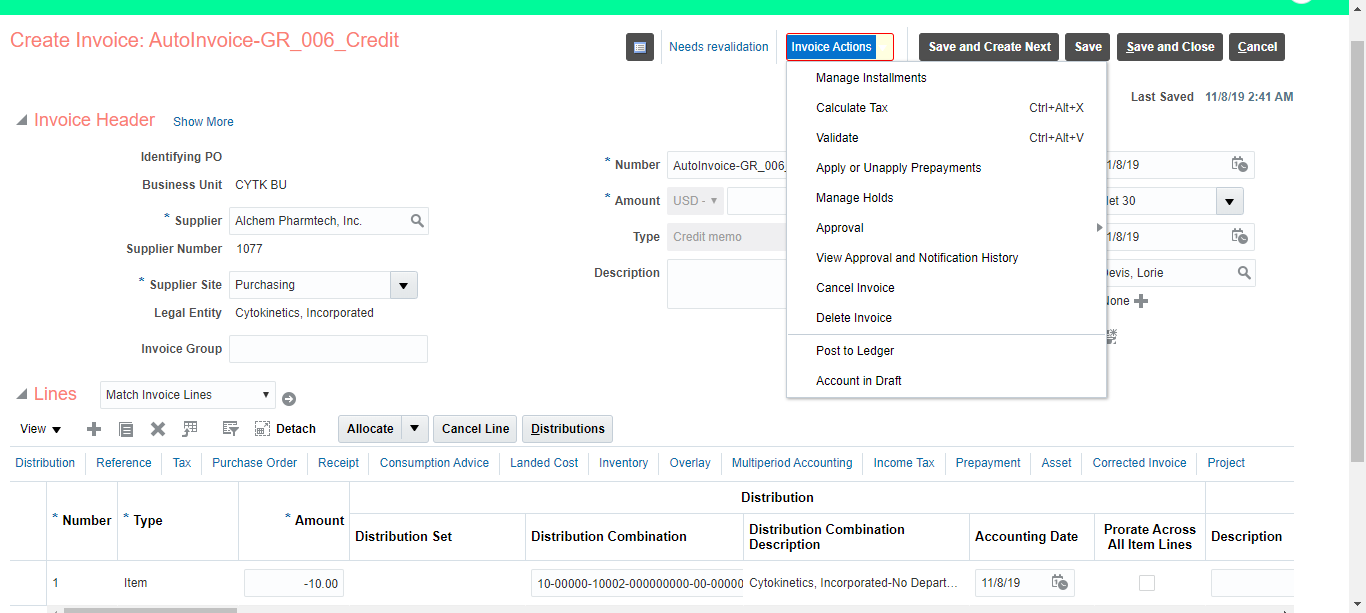 Create Invoice: AutoInvoice-GR_006_Credit
Needs revalidation
Invoice Actions
Save and Create Next
Save
Save and Close
Cancel
Manage Installments
Calculate Tax Ctrl+Alt+X
Validate Ctrl+Alt+V
Apply or Unapply Prepayments
Manage Holds
Approval
View Approval and Notification History
Cancel Invoice
Delete Invoice
Post to Ledger
Account in Draft
Last Saved 11/8/19 2:41 AM
Invoice Header Show More
Identifying PO
Business Unit CYTK BU
* Supplier Alchem Pharmtech, Inc.
Supplier Number 1077
* Supplier Site Purchasing
Legal Entity Cytokinetics, Incorporated
Invoice Group
* Number AutoInvoice-GR_006_
* Amount USD -
Type Credit memo
Description
1/8/19
et 30
1/8/19
evis, Lorie
one
Lines Match Invoice Lines
View
Detach
Allocate
Cancel Line
Distributions
Distribution Reference Tax Purchase Order Receipt Consumption Advice Landed Cost Inventory Overlay Multiperiod Accounting Income Tax Prepayment Asset Corrected Invoice Project
Distribution
* Number * Type * Amount Distribution Set Distribution Combination Distribution Combination Description Accounting Date Prorate Across All Item Lines Description
1 Item -10.00 10-00000-10002-000000000-00-00000 Cytokinetics, Incorporated-No Depart... 11/8/19